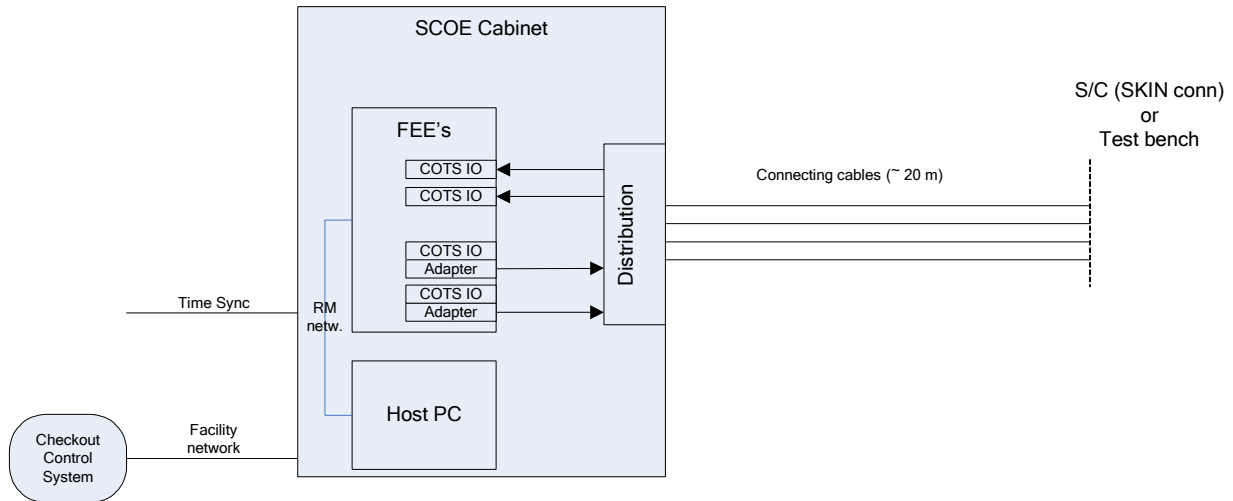 SCOE Cabinet
FEE's
COTS IO
COTS IO
COTS IO
Adapter
COTS IO
Adapter
Distribution
RM
netw.
Host PC
Time Sync
Facility
network
Checkout
Control
System
Connecting cables (~ 20 m)
S/C (SKIN conn)
or
Test bench